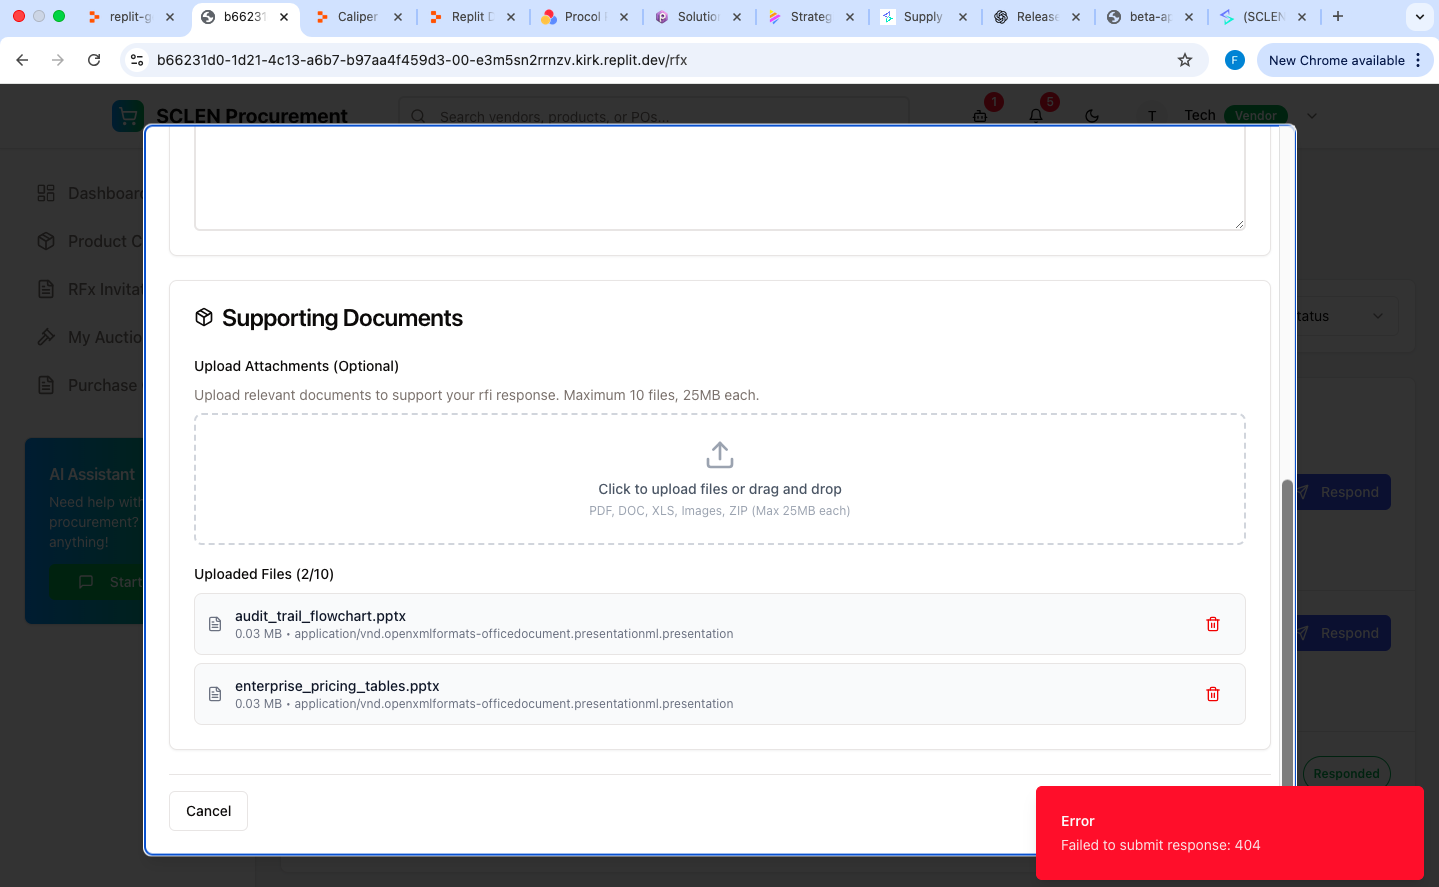 replit-g
b6623
Caliper
Replit D
Procol
Solutio
Strateg
Supply
Release
beta-ap
(SCLEN
b66231d0-1d21-4c13-a6b7-b97aa4f459d3-00-e3m5sn2rrnzv.kirk.replit.dev/rfx
F
New Chrome available
SCLEN Procurement
Search vendors, products, or POs...
1
5
T
Tech
Vendor
Dashboard
Product C
RFx Invita
My Auctio
Purchase
tatus
AI Assistant
Need help with
procurement?
anything!
Start
Supporting Documents
Upload Attachments (Optional)
Upload relevant documents to support your rfi response. Maximum 10 files, 25MB each.
Click to upload files or drag and drop
PDF, DOC, XLS, Images, ZIP (Max 25MB each)
Uploaded Files (2/10)
audit_trail_flowchart.pptx
0.03 MB • application/vnd.openxmlformats-officedocument.presentationml.presentation
enterprise_pricing_tables.pptx
0.03 MB • application/vnd.openxmlformats-officedocument.presentationml.presentation
Respond
Respond
Responded
Cancel
Error
Failed to submit response: 404